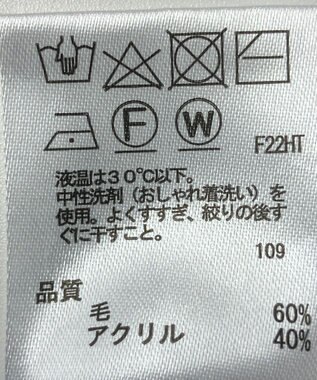 F
W
F22HT
液温は30℃以下。
中性洗剤（おしゃれ着洗い）を
使用。よくすすぎ、絞りの後す
ぐに干すこと。
109
品質
毛 60%
アクリル 40%